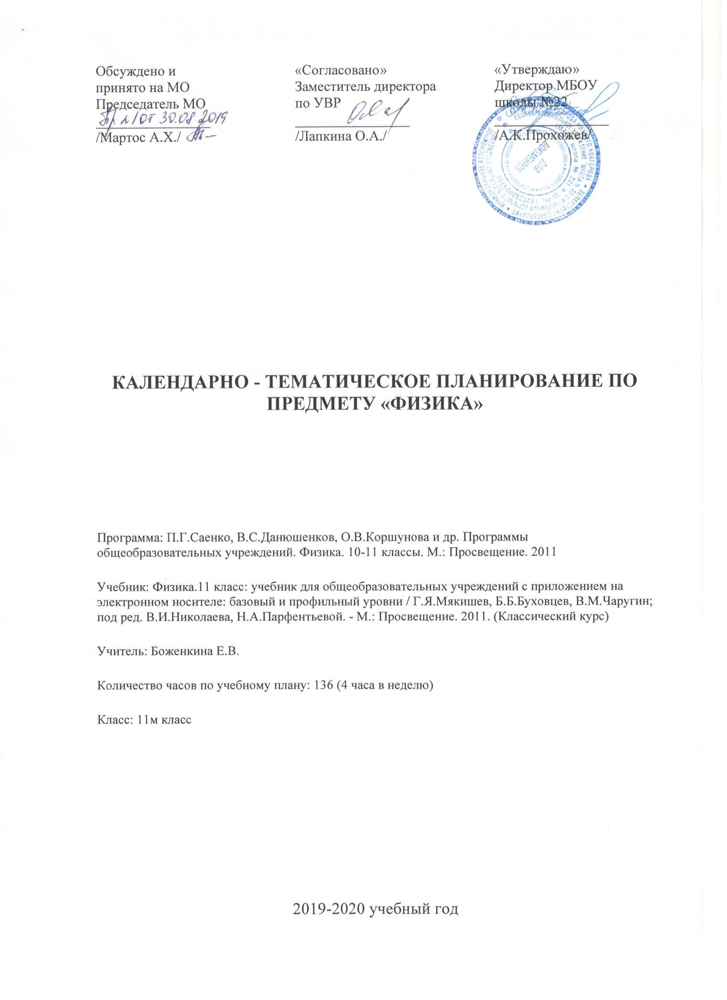 Обсуждено и
принято на МО
Председатель МО
Пр №1 от 30.08.2019
/Мартос А.Х./
«Согласовано»
Заместитель директора
по УВР
/Лапкина О.А./
«Утверждаю»
Директор МБОУ
школы №22
/А.К.Прохожев/
ДЛЯ
ДОКУМЕНТОВ
КАЛЕНДАРНО - ТЕМАТИЧЕСКОЕ ПЛАНИРОВАНИЕ ПО
ПРЕДМЕТУ «ФИЗИКА»
Программа: П.Г.Саенко, В.С.Данюшенков, О.В.Коршунова и др. Программы
общеобразовательных учреждений. Физика. 10-11 классы. М.: Просвещение. 2011
Учебник: Физика.11 класс: учебник для общеобразовательных учреждений с приложением на
электронном носителе: базовый и профильный уровни / Г.Я.Мякишев, Б.Б.Буховцев, В.М.Чаругин;
под ред. В.И.Николаева, Н.А.Парфентьевой. - М.: Просвещение. 2011. (Классический курс)
Учитель: Боженкина Е.В.
Количество часов по учебному плану: 136 (4 часа в неделю)
Класс: 11м класс
2019-2020 учебный год